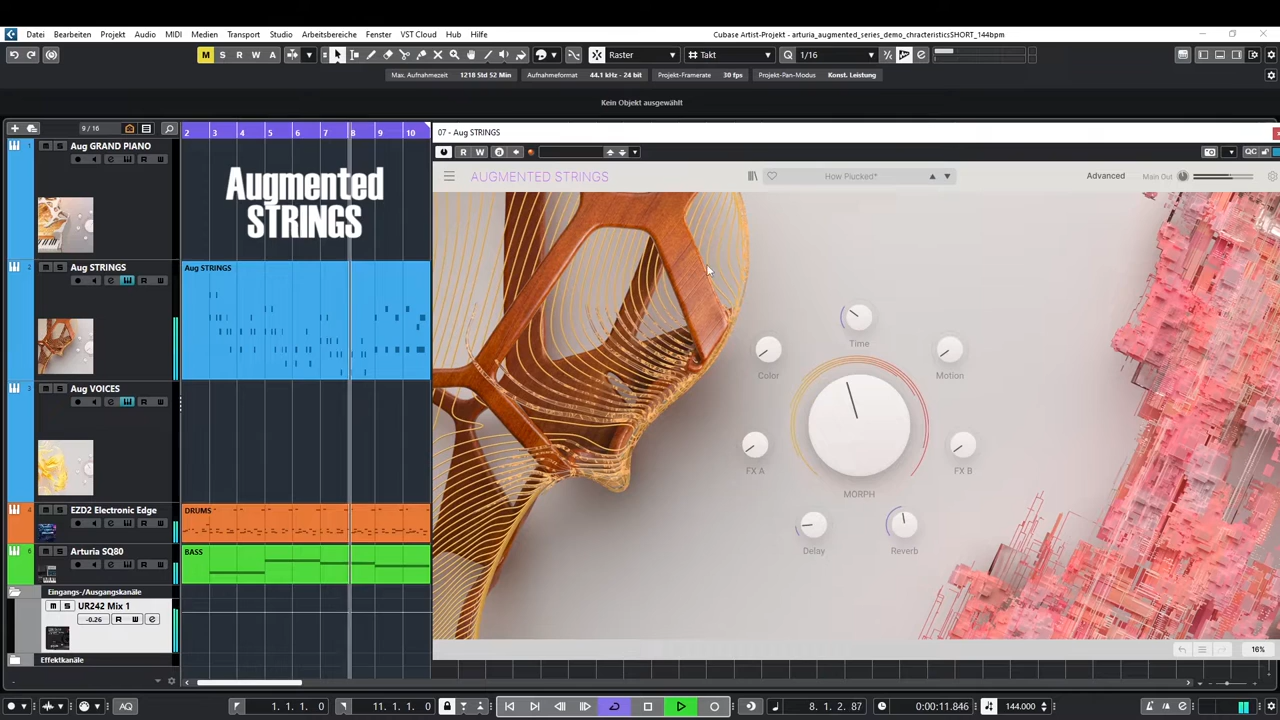 Datei Bearbeiten Projekt Audio MIDI Medien Transport Studio Arbeitsbereiche Fenster VST Cloud Hub Hilfe
Cubase Artist-Projekt - arturia_augmented_series_demo_chracteristicsSHORT_144bpm
M S R W A
Raster
Takt
Q 1/16
Max. Aufnahmezeit 1218 Std 52 Min Aufnahmeformat 44.1 kHz - 24 bit Projekt-Framerate 30 fps Projekt-Pan-Modus Konst. Leistung
Kein Objekt ausgewählt
9 / 16
2 3 4 5 6 7 8 9 10
07 - Aug STRINGS
R W
QC
1 Aug GRAND PIANO
M S
R W
Augmented
STRINGS
AUGMENTED STRINGS
How Plucked*
Advanced
Main Out
2 Aug STRINGS
M S
R W
Aug STRINGS
3 Aug VOICES
M S
R W
Time
Color
Motion
FX A
FX B
MORPH
Delay
Reverb
4 EZD2 Electronic Edge
M S
R W
DRUMS
6 Arturia SQ80
M S
R W
BASS
Eingangs-/Ausgangskanäle
UR242 Mix 1
M S
-0.26 R W
Effektkanäle
16%
AQ
1. 1. 1. 0
11. 1. 1. 0
8. 1. 2. 87
0:00:11.846
144.000